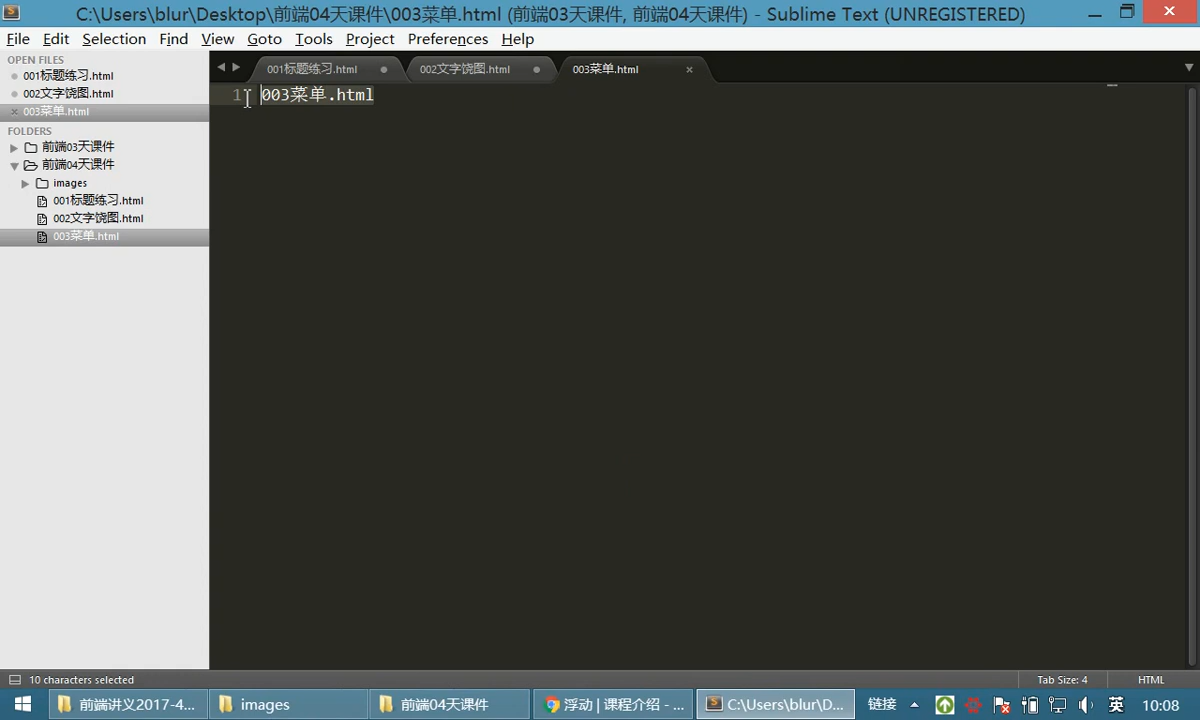 C:\Users\blur\Desktop\前端04天课件\003菜单.html (前端03天课件, 前端04天课件) - Sublime Text (UNREGISTERED)
File Edit Selection Find View Goto Tools Project Preferences Help
OPEN FILES
001标题练习.html
002文字饶图.html
003菜单.html
FOLDERS
前端03天课件
前端04天课件
images
001标题练习.html
002文字饶图.html
003菜单.html
001标题练习.html 002文字饶图.html 003菜单.html
1 003菜单.html
10 characters selected Tab Size: 4 HTML
前端讲义2017-4... images 前端04天课件 浮动 | 课程介绍 - ... C:\Users\blur\D... 链接 英 10:08